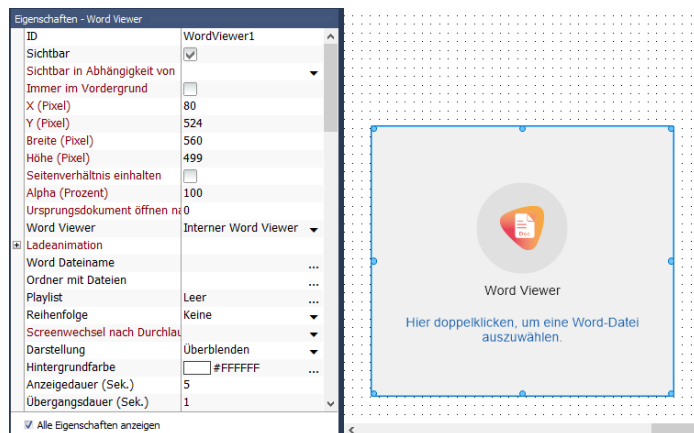 Eigenschaften - Word Viewer
ID WordViewer1
Sichtbar
Sichtbar in Abhängigkeit von
Immer im Vordergrund
X (Pixel) 80
Y (Pixel) 524
Breite (Pixel) 560
Höhe (Pixel) 499
Seitenverhältnis einhalten
Alpha (Prozent) 100
Ursprungsdokument öffnen na 0
Word Viewer Interner Word Viewer
Ladeanimation
Word Dateiname ...
Ordner mit Dateien ...
Playlist Leer ...
Reihenfolge Keine
Screenwechsel nach Durchlau
Darstellung Überblenden
Hintergrundfarbe #FFFFFF ...
Anzeigedauer (Sek.) 5
Übergangsdauer (Sek.) 1
Alle Eigenschaften anzeigen
Doc
Word Viewer
Hier doppelklicken, um eine Word-Datei
auszuwählen.